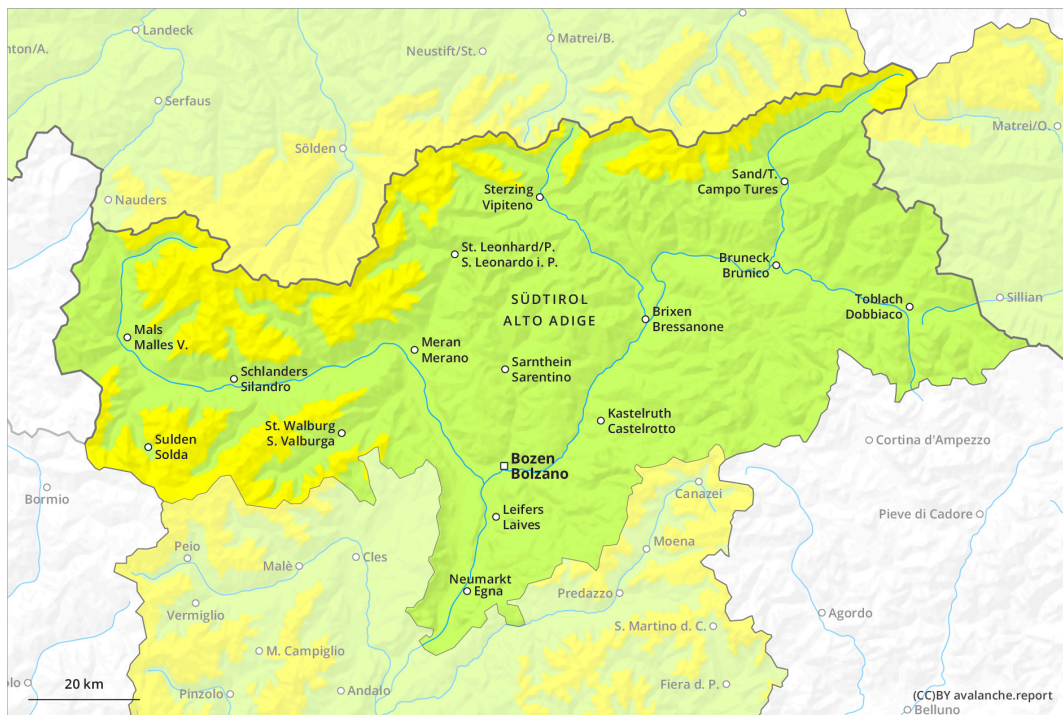 Landeck
Matrei/B.
nton/A.
Neustift/St.
Serfaus
Matrei/O.
Sölden
Sand/T.
Campo Tures
Sterzing
Vipiteno
Nauders
St. Leonhard/P.
S. Leonardo i. P.
Bruneck
Brunico
SÜDTIROL
ALTO ADIGE
Toblach
Dobbiaco
Sillian
Brixen
Bressanone
Mals
Malles V.
Meran
Merano
Sarnthein
Sarentino
Schlanders
Silandro
Kastelruth
Castelrotto
St. Walburg
S. Valburga
Sulden
Solda
Cortina d'Ampezzo
Bozen
Bolzano
Bormio
Canazei
Leifers
Laives
Pieve di Cadore
Peio
Cles
Moena
Malè
Neumarkt
Egna
Predazzo
Vermiglio
Agordo
S. Martino d. C.
M. Campiglio
olo
20 km
Pinzolo
Andalo
Fiera d. P.
(CC)BY avalanche.report
Belluno